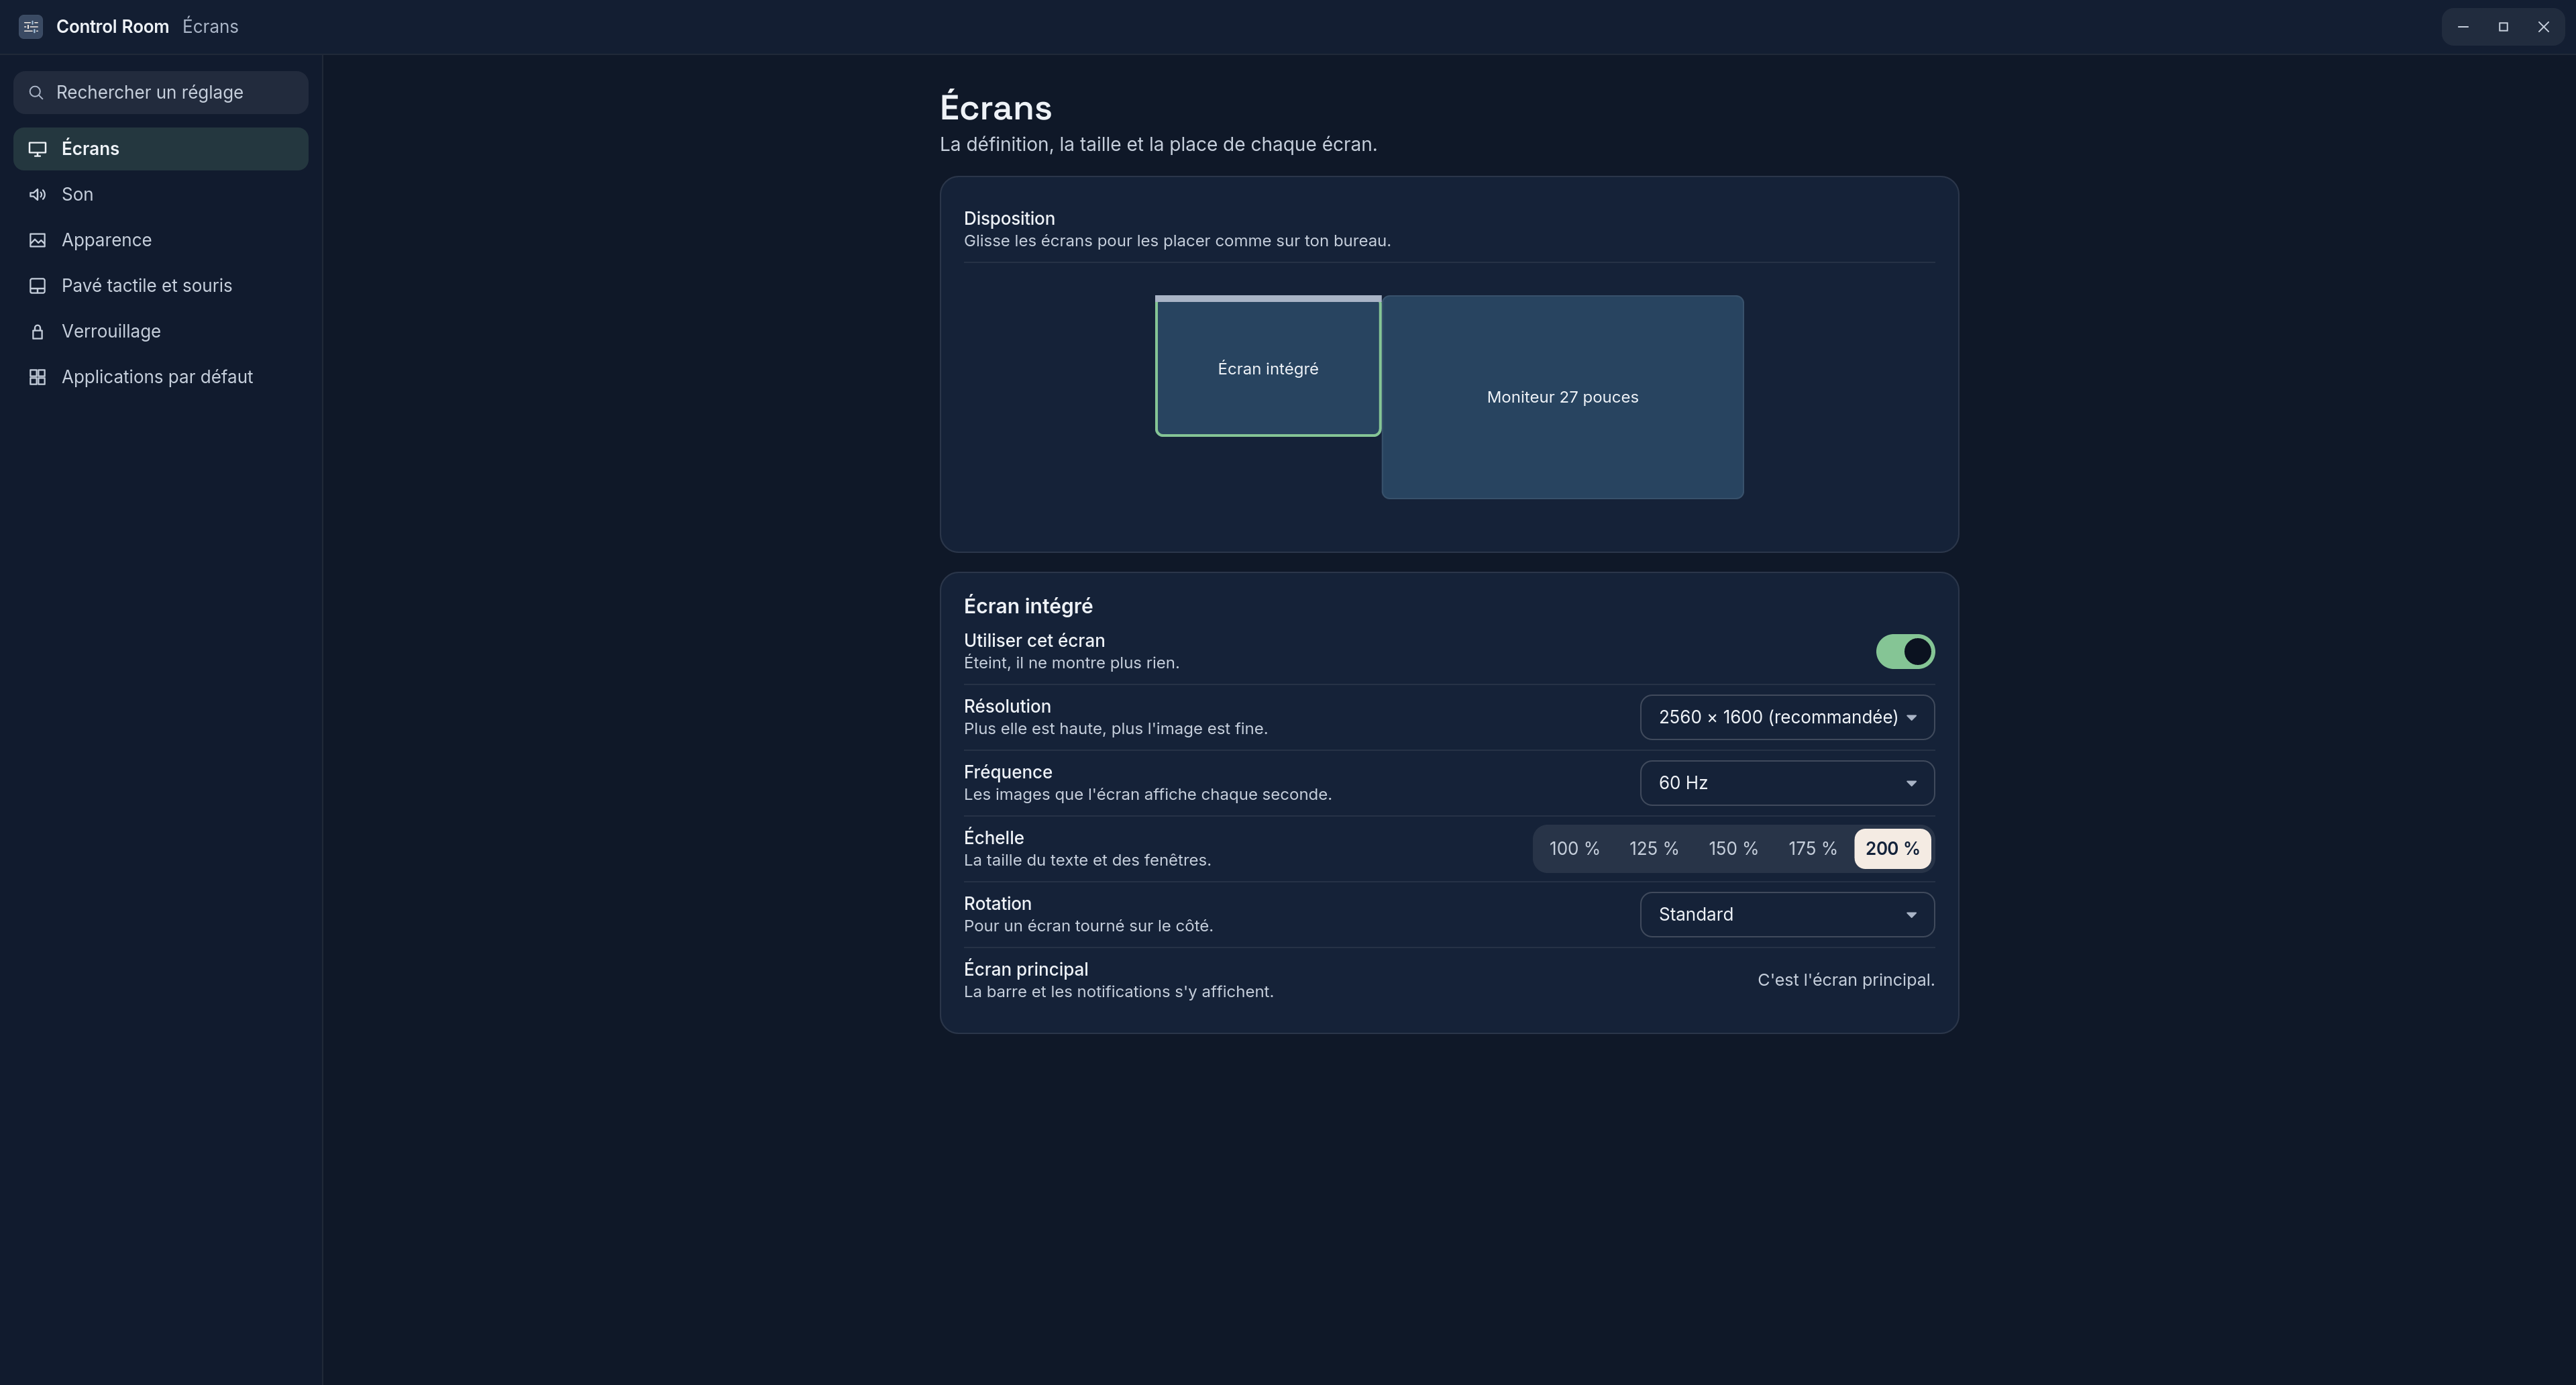 Control Room Écrans
Rechercher un réglage
Écrans
Son
Apparence
Pavé tactile et souris
Verrouillage
Applications par défaut
Écrans
La définition, la taille et la place de chaque écran.
Disposition
Glisse les écrans pour les placer comme sur ton bureau.
Écran intégré
Moniteur 27 pouces
Écran intégré
Utiliser cet écran
Éteint, il ne montre plus rien.
Résolution
Plus elle est haute, plus l'image est fine.
2560 × 1600 (recommandée)
Fréquence
Les images que l'écran affiche chaque seconde.
60 Hz
Échelle
La taille du texte et des fenêtres.
100 % 125 % 150 % 175 % 200 %
Rotation
Pour un écran tourné sur le côté.
Standard
Écran principal
La barre et les notifications s'y affichent.
C'est l'écran principal.